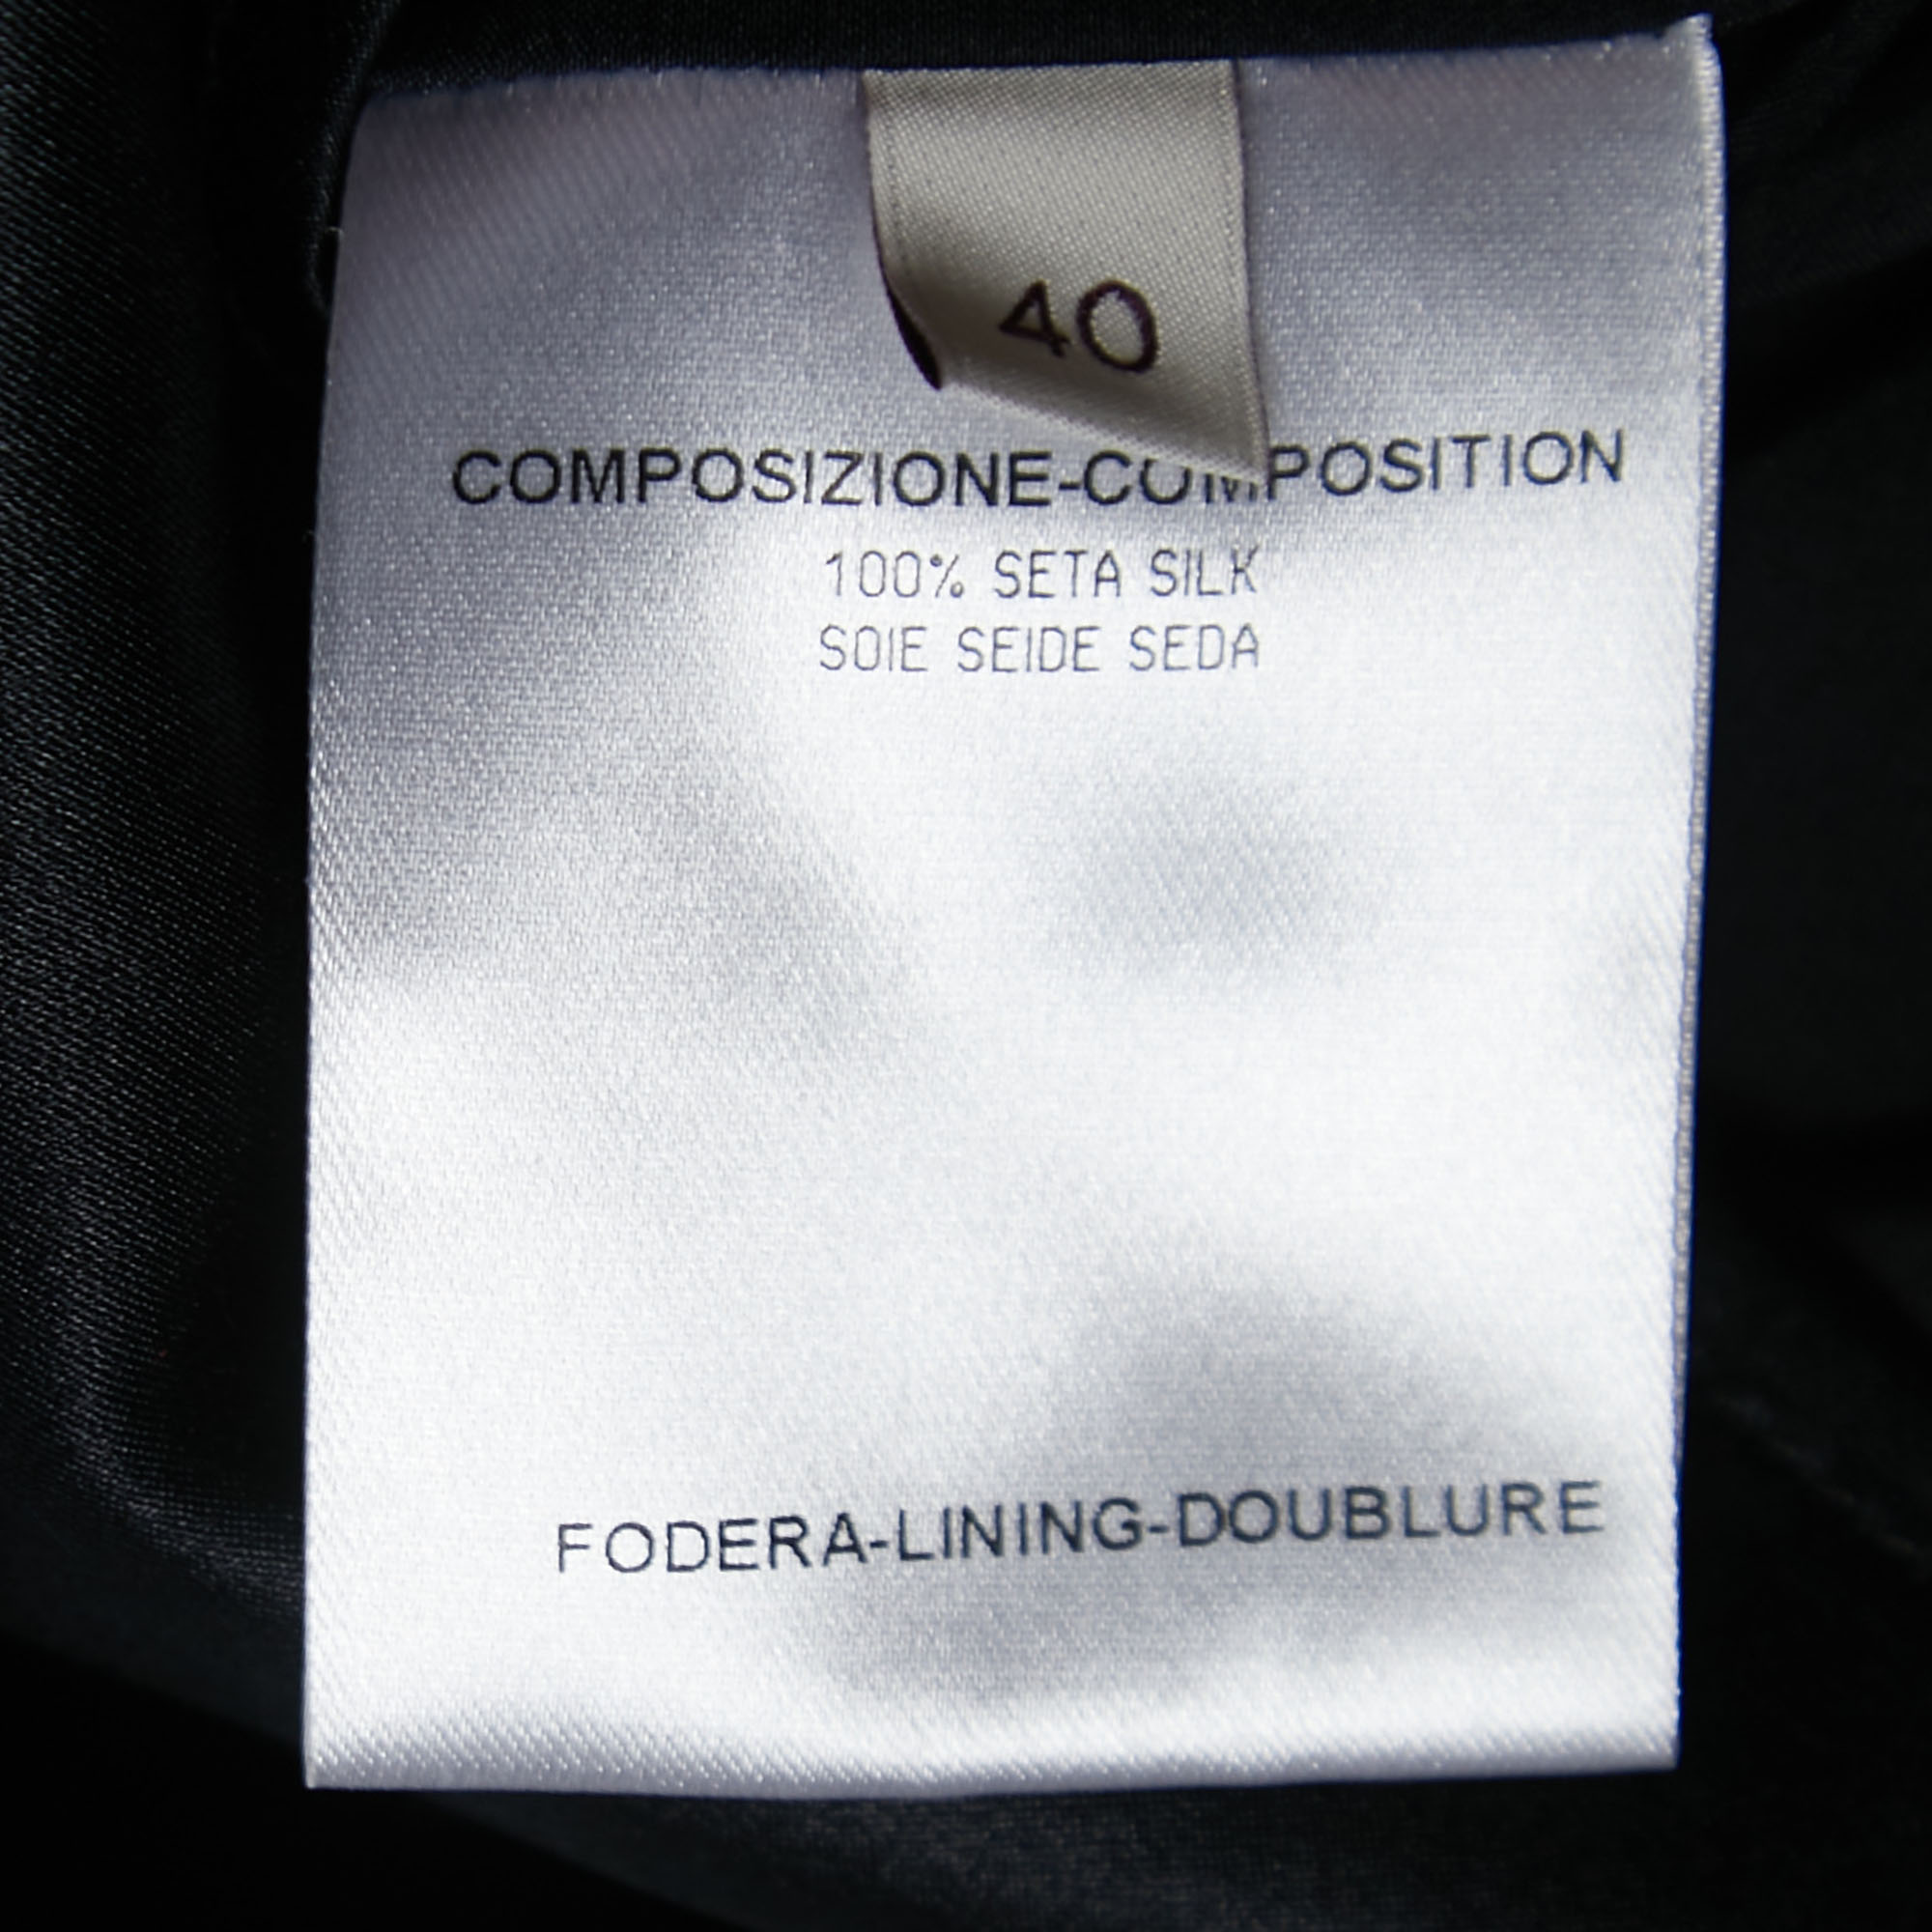 40
COMPOSIZIONE-COMPOSITION
100% SETA SILK
SOIE SEIDE SEDA
FODERA-LINING-DOUBLURE